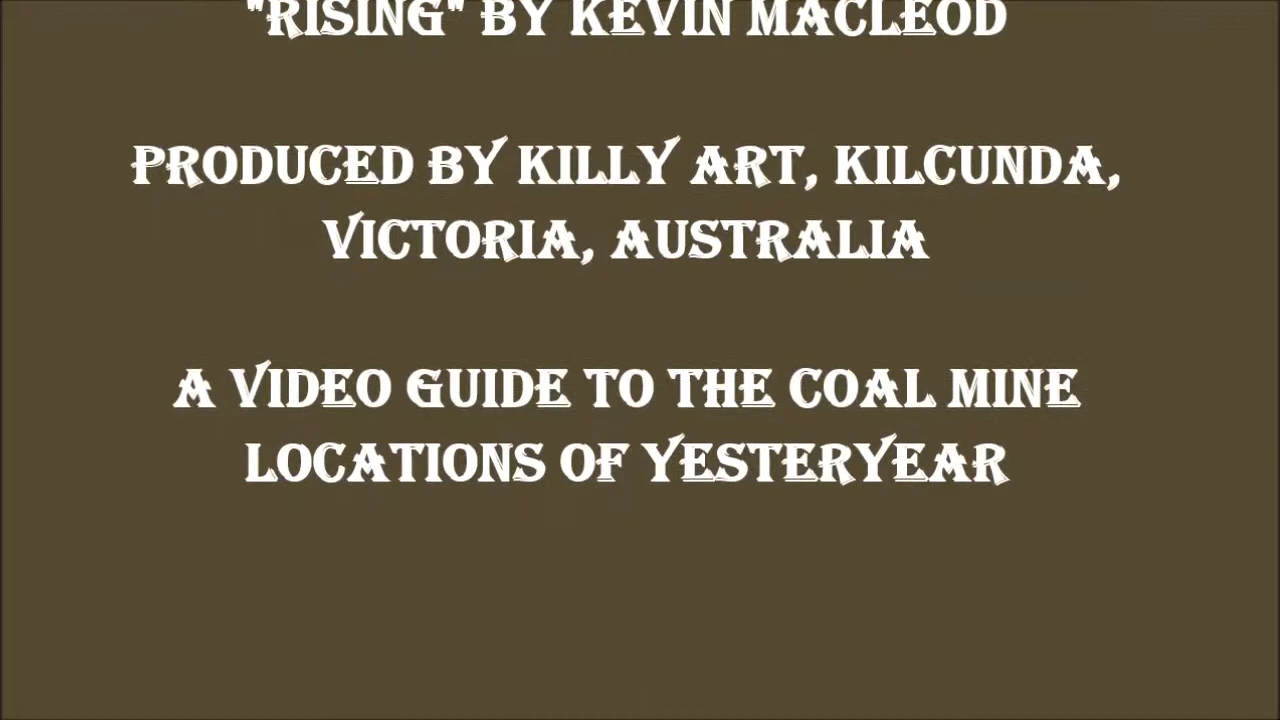 "RISING" BY KEVIN MACLEOD
PRODUCED BY KILLY ART, KILCUNDA,
VICTORIA, AUSTRALIA
A VIDEO GUIDE TO THE COAL MINE
LOCATIONS OF YESTERYEAR